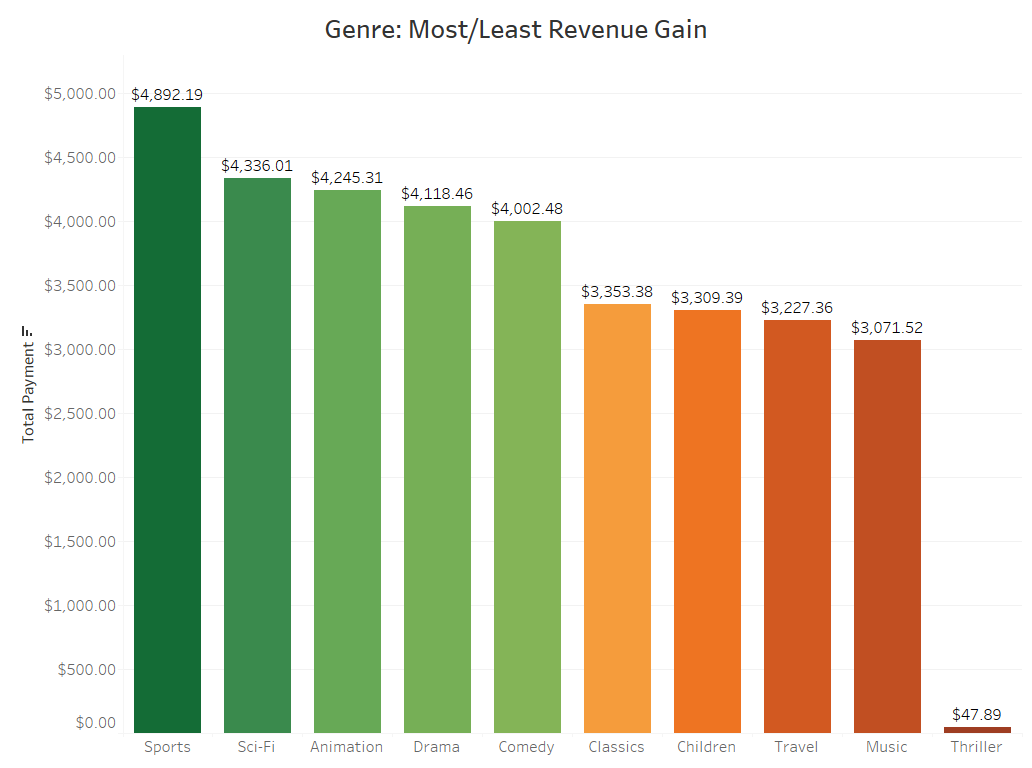 Genre: Most/Least Revenue Gain
Total Payment
$5,000.00
$4,500.00
$4,000.00
$3,500.00
$3,000.00
$2,500.00
$2,000.00
$1,500.00
$1,000.00
$500.00
$0.00
$4,892.19
$4,336.01
$4,245.31
$4,118.46
$4,002.48
$3,353.38
$3,309.39
$3,227.36
$3,071.52
$47.89
Sports
Sci-Fi
Animation
Drama
Comedy
Classics
Children
Travel
Music
Thriller